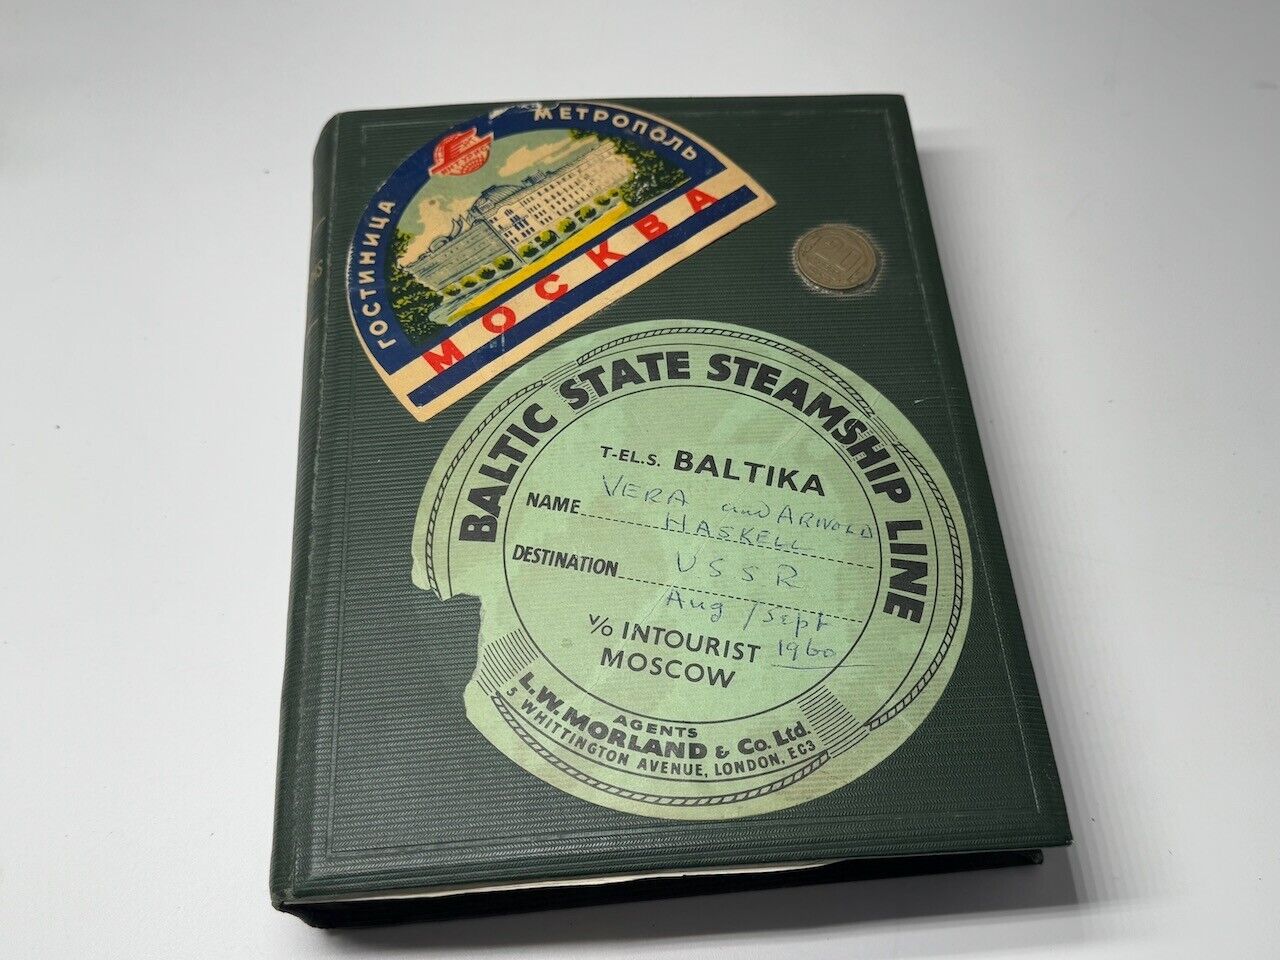 ГОСТИНИЦА МЕТРОПОЛЬ
МОСКВА
BALTIC STATE STEAMSHIP LINE
T-EL.S. BALTIKA
NAME VERA and ARNOLD
HASKELL
DESTINATION USSR
Aug / Sept
1960
V/O INTOURIST
MOSCOW
AGENTS
L.W. MORLAND & Co. Ltd.
5 WHITTINGTON AVENUE, LONDON, EC3